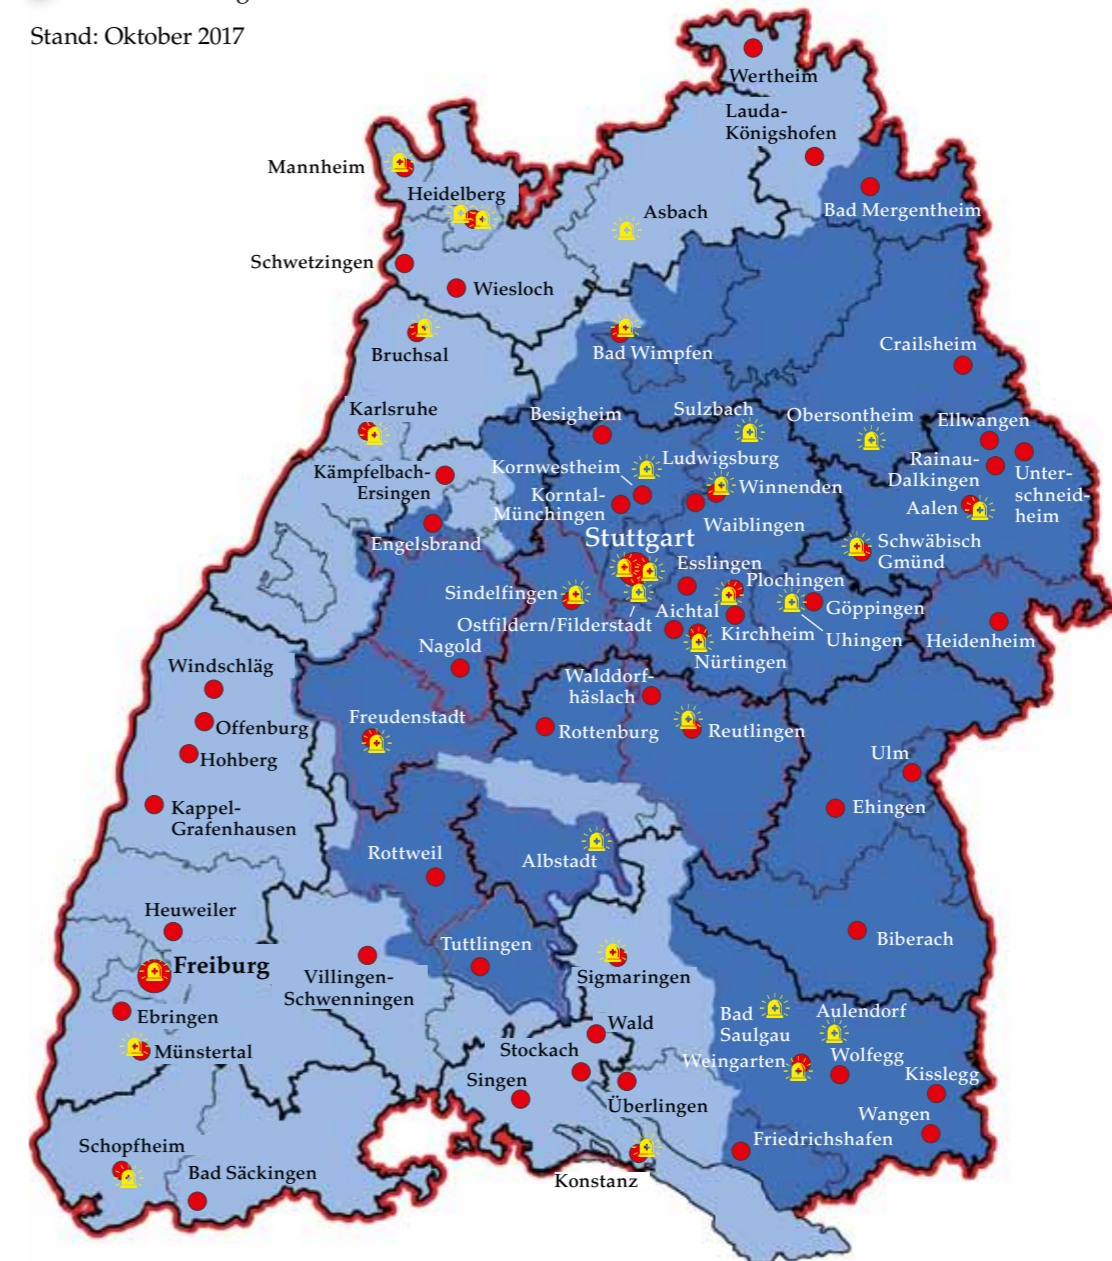 Stand: Oktober 2017
Wertheim
Lauda-
Königshofen
Mannheim
Heidelberg
Asbach
Bad Mergentheim
Schwetzingen
Wiesloch
Bruchsal
Bad Wimpfen
Crailsheim
Karlsruhe
Besigheim
Sulzbach
Obersontheim
Ellwangen
Kämpfelbach-
Ersingen
Kornwestheim
Ludwigsburg
Rainau-
Dalkingen
Unter-
schneid-
heim
Korntal-
Münchingen
Winnenden
Aalen
Waiblingen
Engelsbrand
Stuttgart
Schwäbisch
Gmünd
Esslingen
Plochingen
Sindelfingen
Aichtal
Göppingen
Ostfildern/Filderstadt
Kirchheim
Uhingen
Heidenheim
Nagold
Nürtingen
Windschläg
Walddorf-
häslach
Freudenstadt
Offenburg
Rottenburg
Reutlingen
Hohberg
Ulm
Kappel-
Grafenhausen
Ehingen
Rottweil
Albstadt
Heuweiler
Tuttlingen
Biberach
Freiburg
Villingen-
Schwenningen
Sigmaringen
Ebringen
Wald
Bad
Saulgau
Aulendorf
Münstertal
Stockach
Weingarten
Wolfegg
Singen
Überlingen
Kisslegg
Wangen
Schopfheim
Friedrichshafen
Bad Säckingen
Konstanz